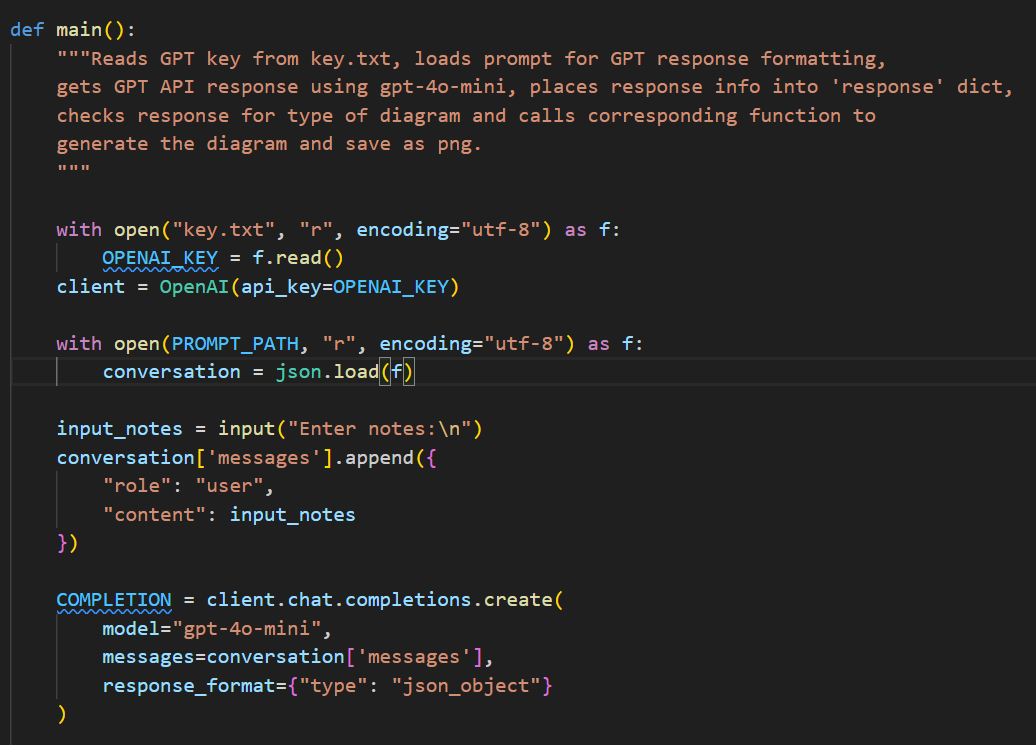 def main():
    """Reads GPT key from key.txt, loads prompt for GPT response formatting,
    gets GPT API response using gpt-4o-mini, places response info into 'response' dict,
    checks response for type of diagram and calls corresponding function to
    generate the diagram and save as png.
    """
    with open("key.txt", "r", encoding="utf-8") as f:
        OPENAI_KEY = f.read()
    client = OpenAI(api_key=OPENAI_KEY)
    with open(PROMPT_PATH, "r", encoding="utf-8") as f:
        conversation = json.load(f)
    input_notes = input("Enter notes:\n")
    conversation['messages'].append({
        "role": "user",
        "content": input_notes
    })
    COMPLETION = client.chat.completions.create(
        model="gpt-4o-mini",
        messages=conversation['messages'],
        response_format={"type": "json_object"}
    )